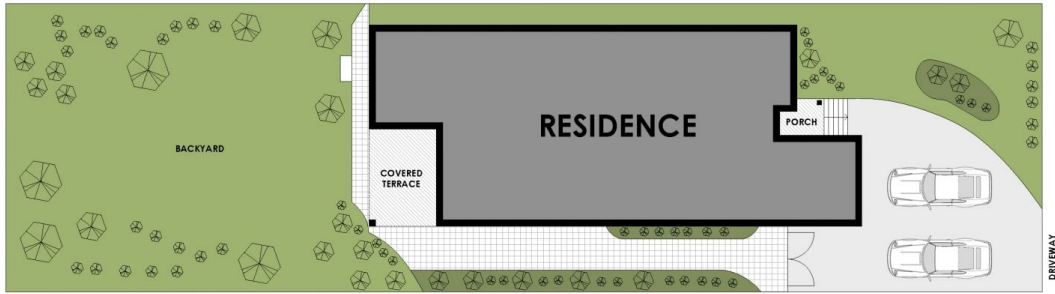 BACKYARD
COVERED
TERRACE
RESIDENCE
PORCH
DRIVEWAY